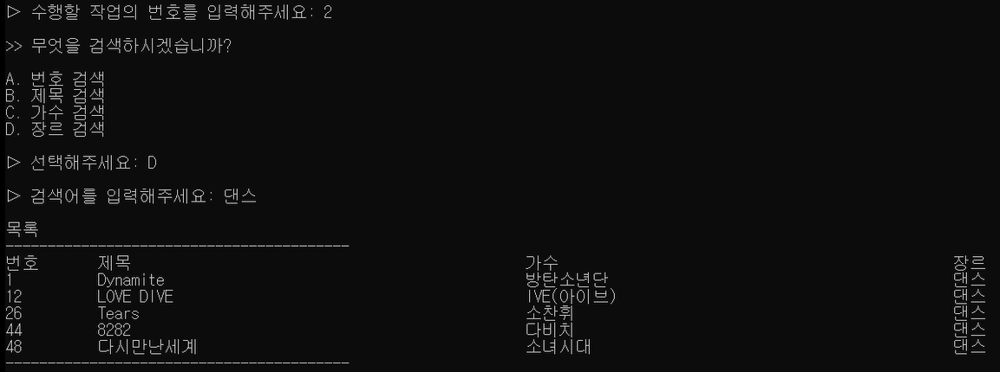 ▷ 수행할 작업의 번호를 입력해주세요: 2
>> 무엇을 검색하시겠습니까?
A. 번호 검색
B. 제목 검색
C. 가수 검색
D. 장르 검색
▷ 선택해주세요: D
▷ 검색어를 입력해주세요: 댄스
목록
-----------------------------------------
번호 제목 가수 장르
1 Dynamite 방탄소년단 댄스
12 LOVE DIVE IVE(아이브) 댄스
26 Tears 소찬휘 댄스
44 8282 다비치 댄스
48 다시만난세계 소녀시대 댄스
-----------------------------------------